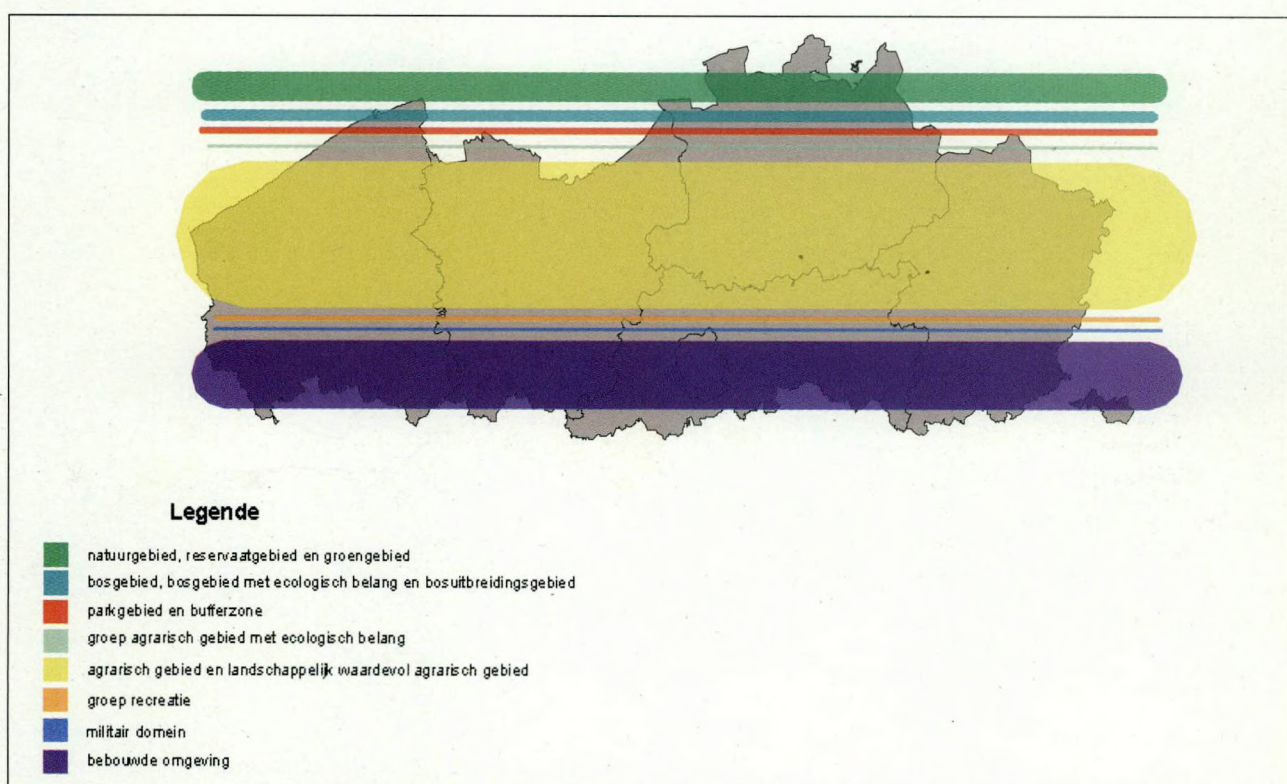 Legende
natuurgebied, reservaatgebied en groengebied
bosgebied, bosgebied met ecologisch belang en bosuitbreidingsgebied
parkgebied en bufferzone
groep agrarisch gebied met ecologisch belang
agrarisch gebied en landschappelijk waardevol agrarisch gebied
groep recreatie
militair domein
bebouwde omgeving